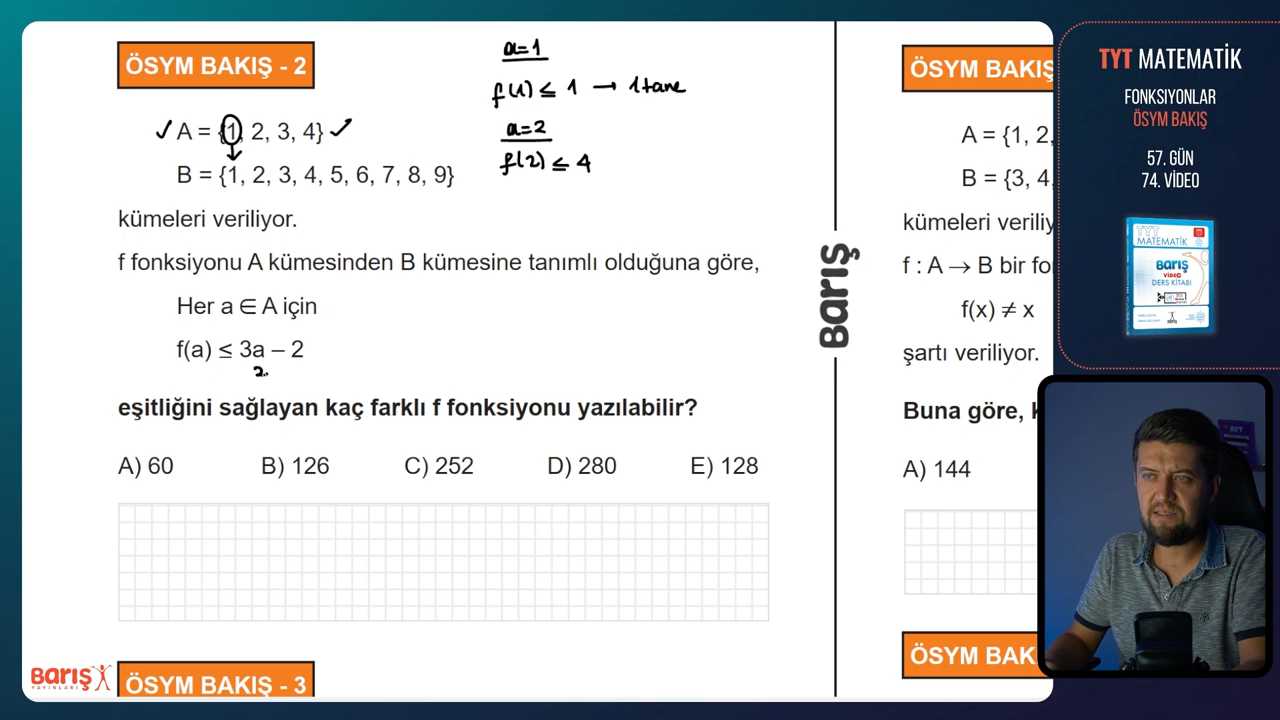 ÖSYM BAKIŞ - 2
A = {1, 2, 3, 4}
B = {1, 2, 3, 4, 5, 6, 7, 8, 9}
kümeleri veriliyor.
f fonksiyonu A kümesinden B kümesine tanımlı olduğuna göre,
Her a ∈ A için
f(a) ≤ 3a – 2
2.
eşitliğini sağlayan kaç farklı f fonksiyonu yazılabilir?
A) 60 B) 126 C) 252 D) 280 E) 128
a=1
f(1) ≤ 1 → 1 tane
a=2
f(2) ≤ 4
BARIŞ
YAYINLARI
ÖSYM BAKIŞ - 3
Barış
ÖSYM BAKIŞ
A = {1, 2,
B = {3, 4,
kümeleri veriliy
f : A → B bir fo
f(x) ≠ x
şartı veriliyor.
Buna göre, k
A) 144
ÖSYM BAK
TYT MATEMATİK
FONKSIYONLAR
ÖSYM BAKIŞ
57. GÜN
74. VİDEO
TYT
MATEMATİK
Barış
VİDEO
DERS KİTABI